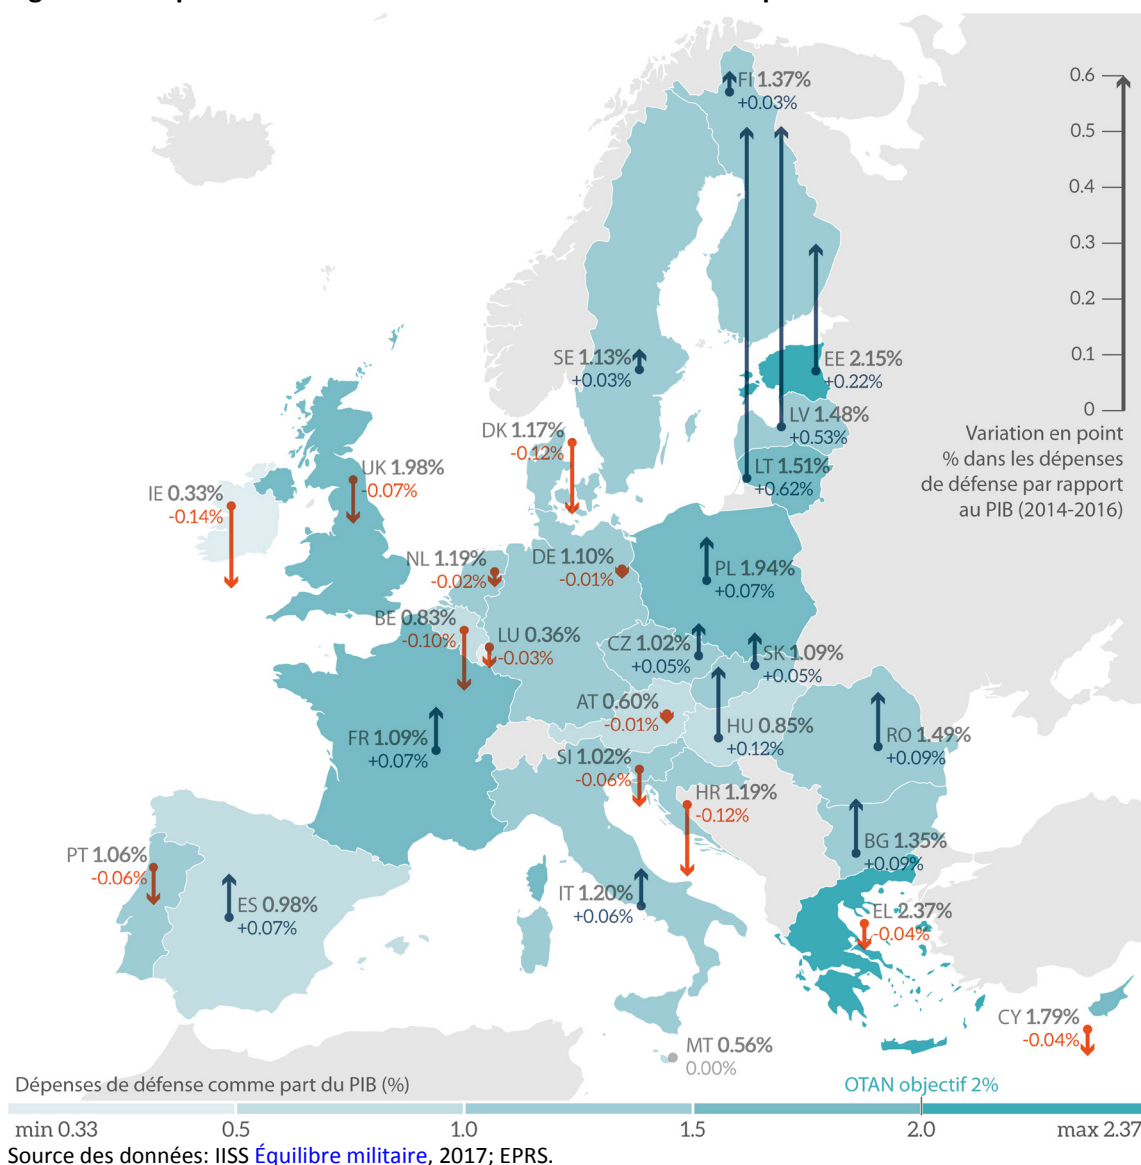 FI 1.37%
+0.03%
0.6
0.5
0.4
0.3
0.2
0.1
0
Variation en point
% dans les dépenses
de défense par rapport
au PIB (2014-2016)
SE 1.13%
+0.03%
EE 2.15%
+0.22%
LV 1.48%
+0.53%
LT 1.51%
+0.62%
DK 1.17%
-0.12%
UK 1.98%
-0.07%
IE 0.33%
-0.14%
NL 1.19%
-0.02%
DE 1.10%
-0.01%
PL 1.94%
+0.07%
BE 0.83%
-0.10%
LU 0.36%
-0.03%
CZ 1.02%
+0.05%
SK 1.09%
+0.05%
AT 0.60%
-0.01%
HU 0.85%
+0.12%
RO 1.49%
+0.09%
FR 1.09%
+0.07%
SI 1.02%
-0.06%
HR 1.19%
-0.12%
BG 1.35%
+0.09%
PT 1.06%
-0.06%
ES 0.98%
+0.07%
IT 1.20%
+0.06%
EL 2.37%
-0.04%
CY 1.79%
-0.04%
MT 0.56%
0.00%
Dépenses de défense comme part du PIB (%)
OTAN objectif 2%
min 0.33 0.5 1.0 1.5 2.0 max 2.37
Source des données: IISS Équilibre militaire, 2017; EPRS.